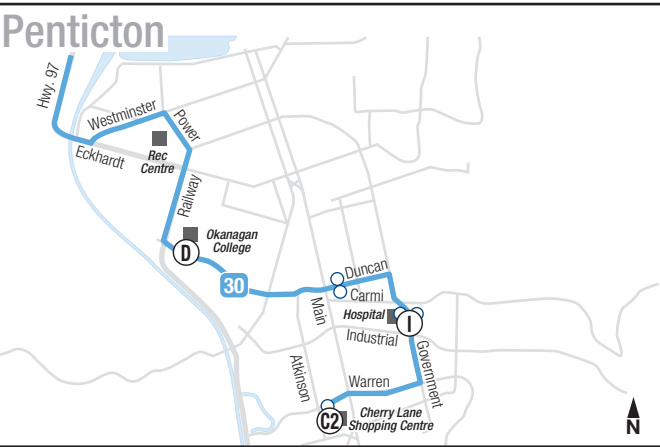 Penticton
Hwy. 97
Westminster
Power
Eckhardt
Rec
Centre
Railway
Okanagan
College
D
30
Duncan
Carmi
Main
Hospital
I
Industrial
Government
Atkinson
Warren
C2
Cherry Lane
Shopping Centre
N